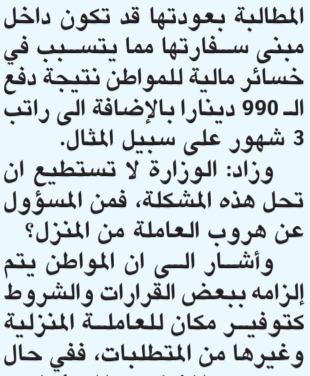 المطالبة بعودتها قد تكون داخل
مبنى سفارتها مما يتسبب في
خسائر مالية للمواطن نتيجة دفع
الـ 990 دينارا بالإضافة الى راتب
3 شهور على سبيل المثال.
وزاد: الوزارة لا تستطيع ان
تحل هذه المشكلة، فمن المسؤول
عن هروب العاملة من المنزل؟
وأشار الى ان المواطن يتم
إلزامه ببعض القرارات والشروط
كتوفير مكان للعاملة المنزلية
وغيرها من المتطلبات، ففي حال